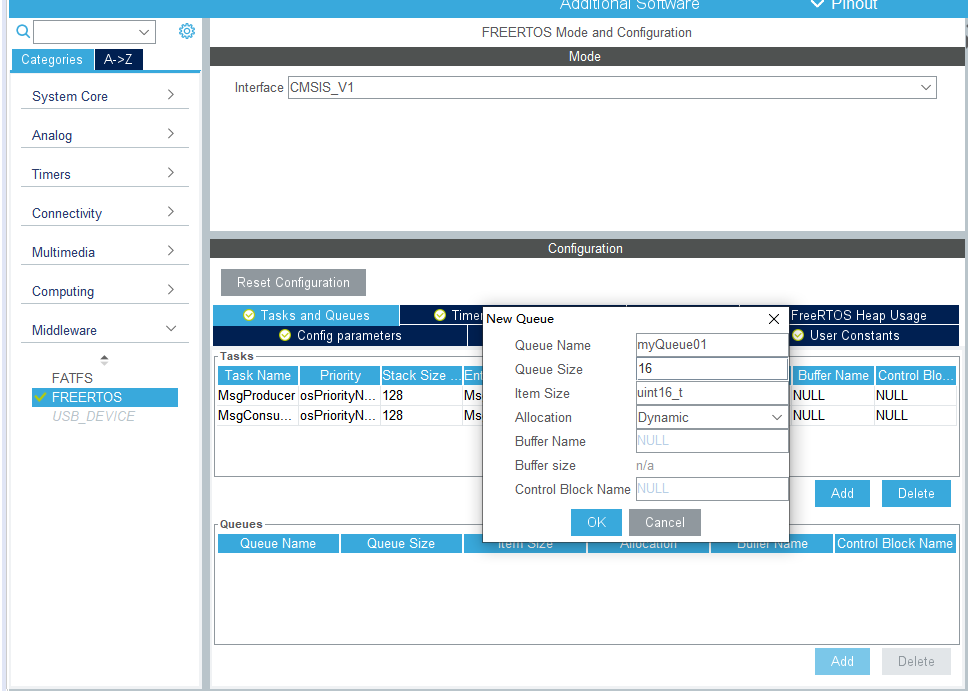 Additional Software
Pinout
FREERTOS Mode and Configuration
Categories
A->Z
Mode
Interface CMSIS_V1
System Core
Analog
Timers
Connectivity
Multimedia
Computing
Middleware
FATFS
FREERTOS
USB_DEVICE
Configuration
Reset Configuration
Tasks and Queues
FreeRTOS Heap Usage
Config parameters
User Constants
Tasks
Task Name Priority Stack Size ... Buffer Name Control Blo...
MsgProducer osPriorityN... 128 NULL NULL
MsgConsu... osPriorityN... 128 NULL NULL
New Queue
Queue Name myQueue01
Queue Size 16
Item Size uint16_t
Allocation Dynamic
Buffer Name NULL
Buffer size n/a
Control Block Name NULL
OK Cancel
Add Delete
Queues
Queue Name Queue Size Item Size Allocation Buffer Name Control Block Name
Add Delete